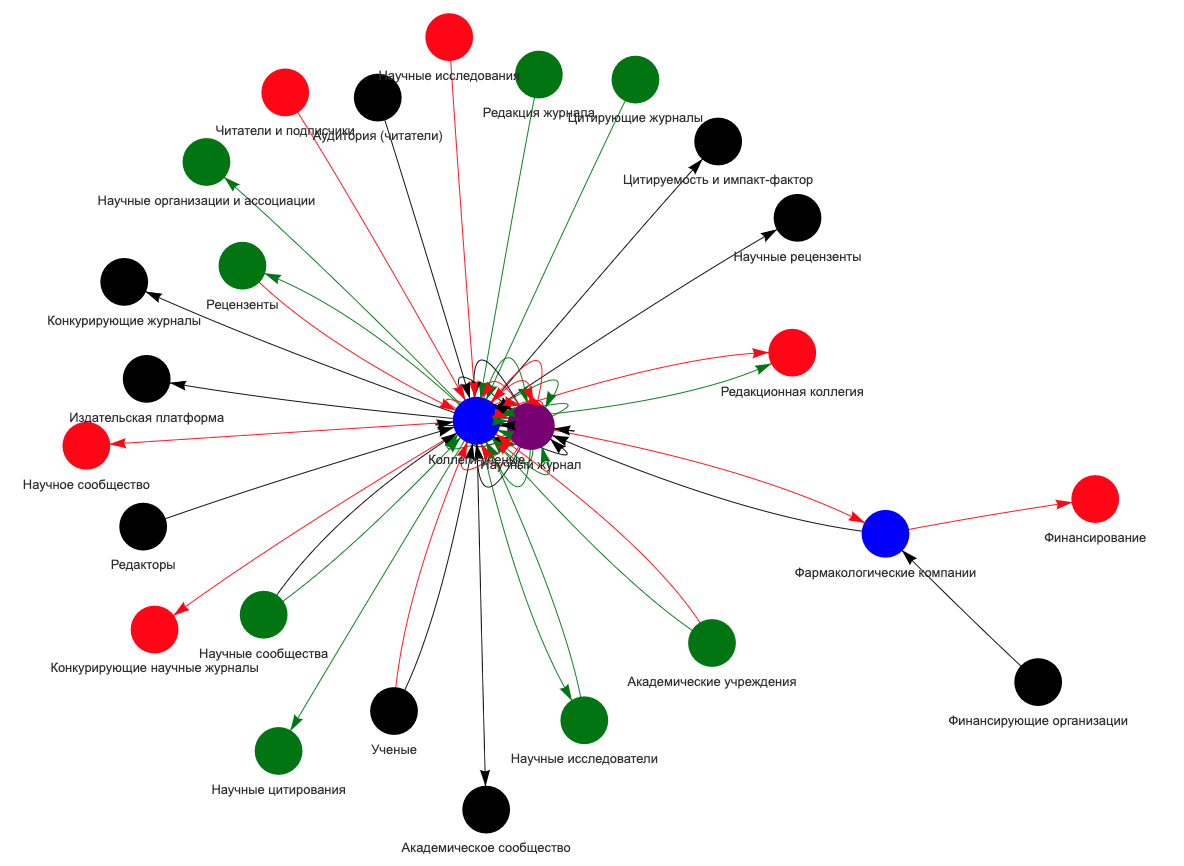 Научные исследования
Редакция журнала
Цитирующие журналы
Читатели и подписчики
Аудитория (читатели)
Цитируемость и импакт-фактор
Научные организации и ассоциации
Научные рецензенты
Рецензенты
Конкурирующие журналы
Редакционная коллегия
Издательская платформа
Коллеги-ученые
Научный журнал
Научное сообщество
Финансирование
Редакторы
Фармакологические компании
Научные сообщества
Конкурирующие научные журналы
Академические учреждения
Финансирующие организации
Ученые
Научные исследователи
Научные цитирования
Академическое сообщество